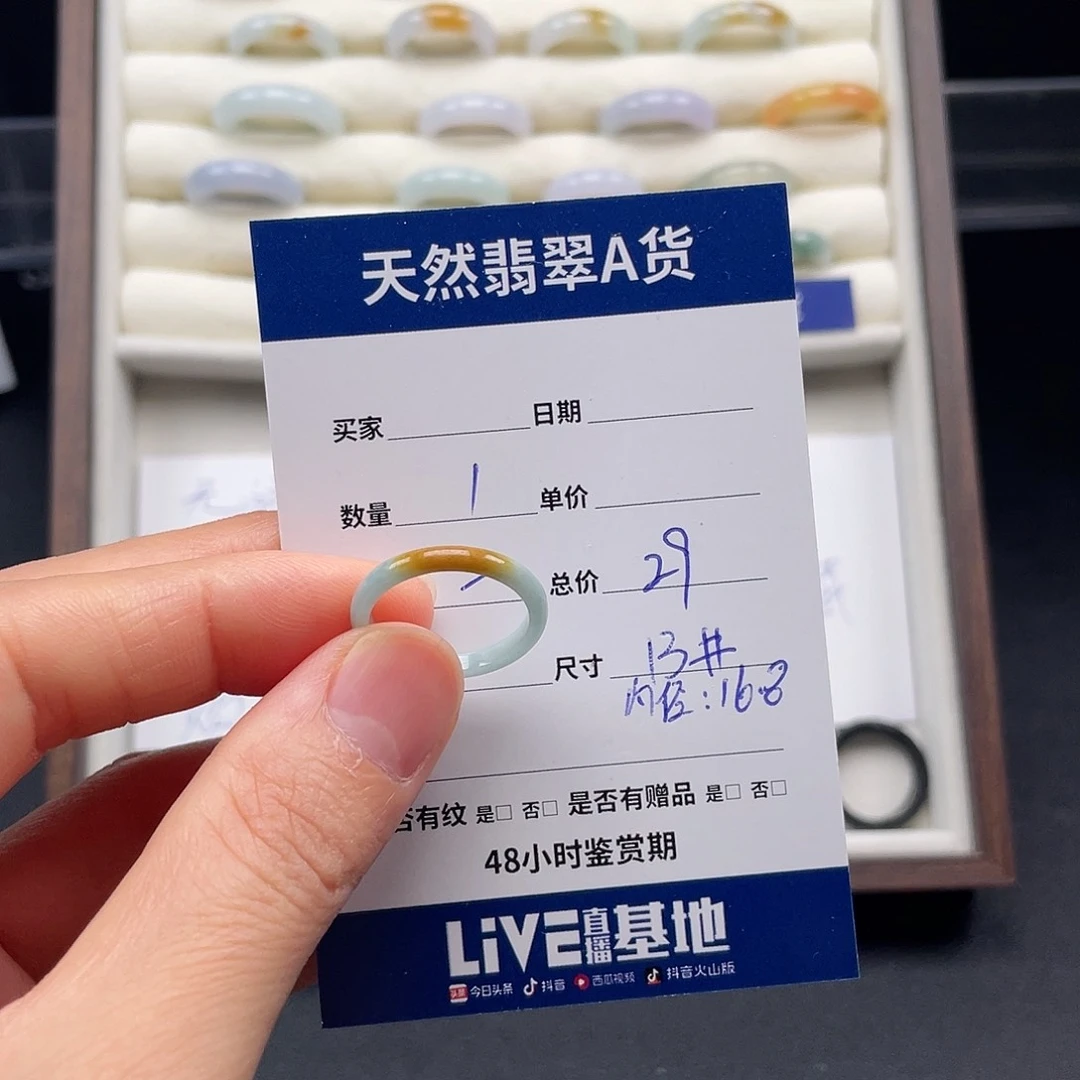 天然翡翠A货
买家 日期
数量 1 单价
总价 29
尺寸 13#
内径:16.8
否有纹 是□ 否□ 是否有赠品 是□ 否□
48小时鉴赏期
LiVE直播基地
头条 今日头条 抖音 西瓜视频 抖音火山版